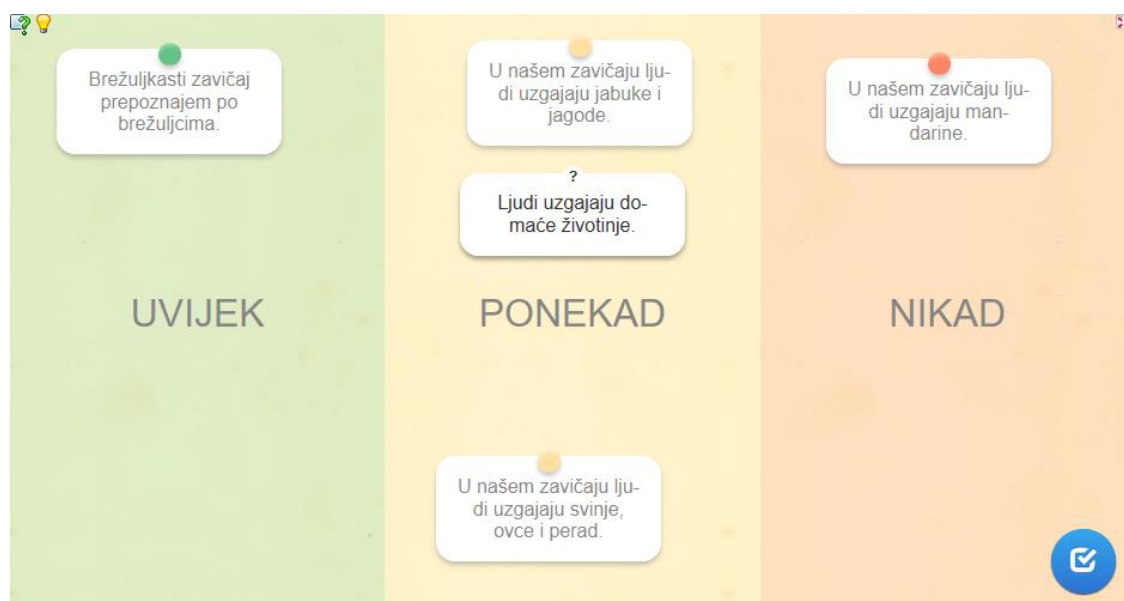 Brežuljkasti zavičaj
prepoznajem po
brežuljcima.
UVIJEK
U našem zavičaju lju-
di uzgajaju jabuke i
jagode.
?
Ljudi uzgajaju do-
maće životinje.
PONEKAD
U našem zavičaju lju-
di uzgajaju svinje,
ovce i perad.
U našem zavičaju lju-
di uzgajaju man-
darine.
NIKAD